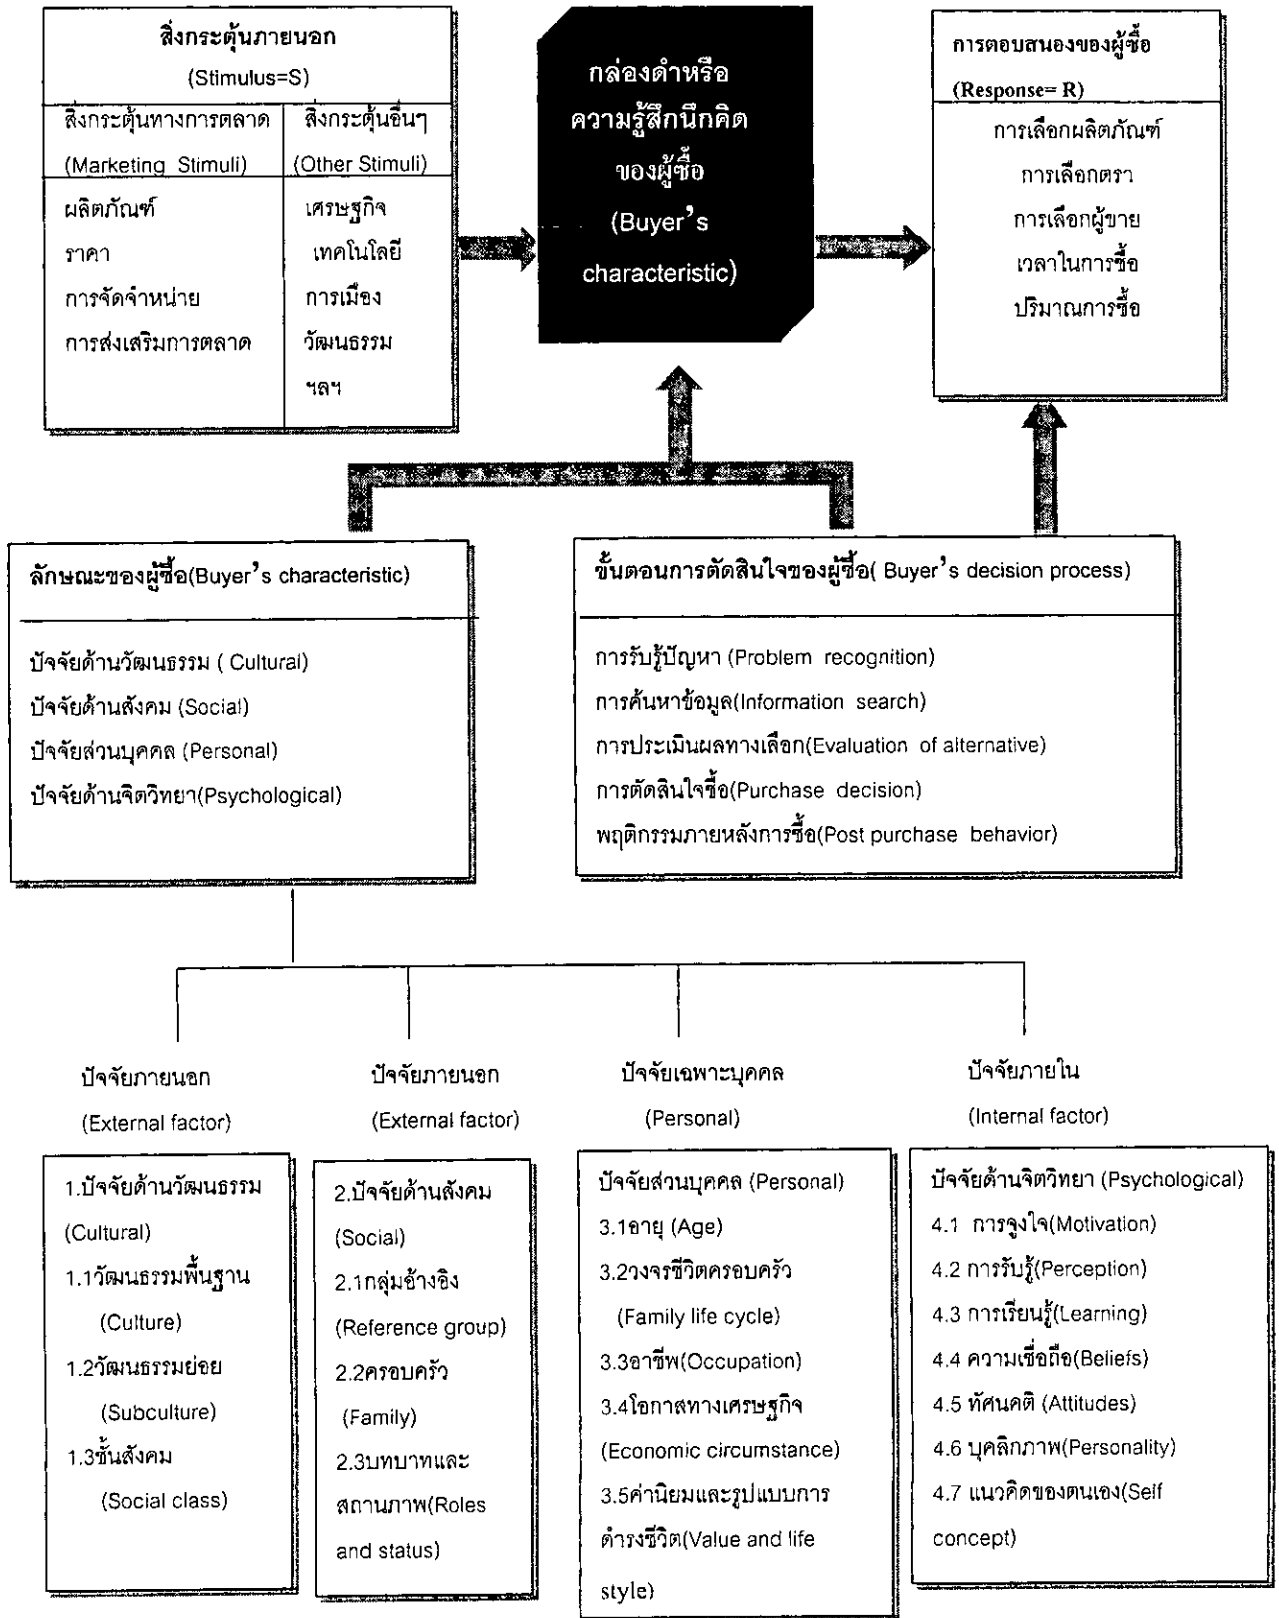 สิ่งกระตุ้นภายนอก
(Stimulus=S)
สิ่งกระตุ้นทางการตลาด
(Marketing Stimuli)
ผลิตภัณฑ์
ราคา
การจัดจำหน่าย
การส่งเสริมการตลาด
สิ่งกระตุ้นอื่นๆ
(Other Stimuli)
เศรษฐกิจ
เทคโนโลยี
การเมือง
วัฒนธรรม
ฯลฯ
กล่องดำหรือ
ความรู้สึกนึกคิด
ของผู้ซื้อ
(Buyer's
characteristic)
การตอบสนองของผู้ซื้อ
(Response= R)
การเลือกผลิตภัณฑ์
การเลือกตรา
การเลือกผู้ขาย
เวลาในการซื้อ
ปริมาณการซื้อ
ลักษณะของผู้ซื้อ(Buyer's characteristic)
ปัจจัยด้านวัฒนธรรม ( Cultural)
ปัจจัยด้านสังคม (Social)
ปัจจัยส่วนบุคคล (Personal)
ปัจจัยด้านจิตวิทยา(Psychological)
ขั้นตอนการตัดสินใจของผู้ซื้อ( Buyer's decision process)
การรับรู้ปัญหา (Problem recognition)
การค้นหาข้อมูล(Information search)
การประเมินผลทางเลือก(Evaluation of alternative)
การตัดสินใจซื้อ(Purchase decision)
พฤติกรรมภายหลังการซื้อ(Post purchase behavior)
ปัจจัยภายนอก
(External factor)
1.ปัจจัยด้านวัฒนธรรม
(Cultural)
1.1วัฒนธรรมพื้นฐาน
(Culture)
1.2วัฒนธรรมย่อย
(Subculture)
1.3ชั้นสังคม
(Social class)
ปัจจัยภายนอก
(External factor)
2.ปัจจัยด้านสังคม
(Social)
2.1กลุ่มอ้างอิง
(Reference group)
2.2ครอบครัว
(Family)
2.3บทบาทและ
สถานภาพ(Roles
and status)
ปัจจัยเฉพาะบุคคล
(Personal)
ปัจจัยส่วนบุคคล (Personal)
3.1อายุ (Age)
3.2วงจรชีวิตครอบครัว
(Family life cycle)
3.3อาชีพ(Occupation)
3.4โอกาสทางเศรษฐกิจ
(Economic circumstance)
3.5ค่านิยมและรูปแบบการ
ดำรงชีวิต(Value and life
style)
ปัจจัยภายใน
(Internal factor)
ปัจจัยด้านจิตวิทยา (Psychological)
4.1 การจูงใจ(Motivation)
4.2 การรับรู้(Perception)
4.3 การเรียนรู้(Learning)
4.4 ความเชื่อถือ(Beliefs)
4.5 ทัศนคติ (Attitudes)
4.6 บุคลิกภาพ(Personality)
4.7 แนวคิดของตนเอง(Self
concept)